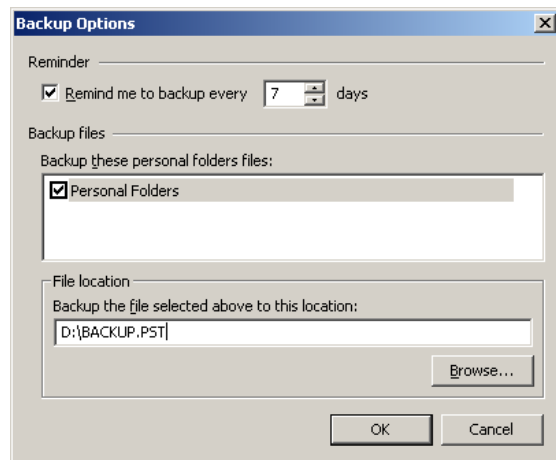 Backup Options
Reminder
Remind me to backup every 7 days
Backup files
Backup these personal folders files:
Personal Folders
File location
Backup the file selected above to this location:
D:\BACKUP.PST
Browse...
OK Cancel